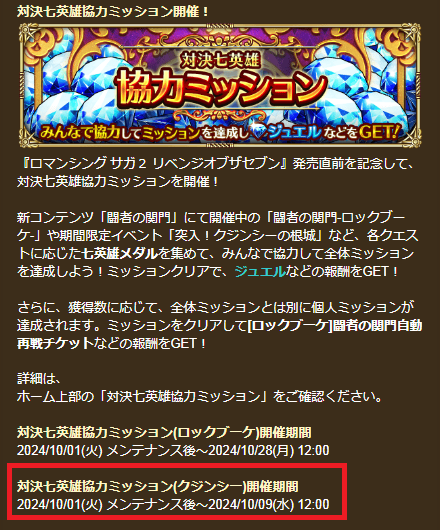 対決七英雄協力ミッション開催！
対決七英雄
協力ミッション
みんなで協力してミッションを達成しジュエルなどをGET!
『ロマンシング サガ２ リベンジオブザセブン』発売直前を記念して、
対決七英雄協力ミッションを開催！
新コンテンツ「闘者の関門」にて開催中の「闘者の関門-ロックブー
ケ-」や期間限定イベント「突入！クジンシーの根城」など、各クエス
トに応じた七英雄メダルを集めて、みんなで協力して全体ミッション
を達成しよう！ミッションクリアで、ジュエルなどの報酬をGET！
さらに、獲得数に応じて、全体ミッションとは別に個人ミッションが
達成されます。ミッションをクリアして[ロックブーケ]闘者の関門自動
再戦チケットなどの報酬をGET！
詳細は、
ホーム上部の「対決七英雄協力ミッション」をご確認ください。
対決七英雄協力ミッション(ロックブーケ)開催期間
2024/10/01(火) メンテナンス後～2024/10/28(月) 12:00
対決七英雄協力ミッション(クジンシー)開催期間
2024/10/01(火) メンテナンス後～2024/10/09(水) 12:00